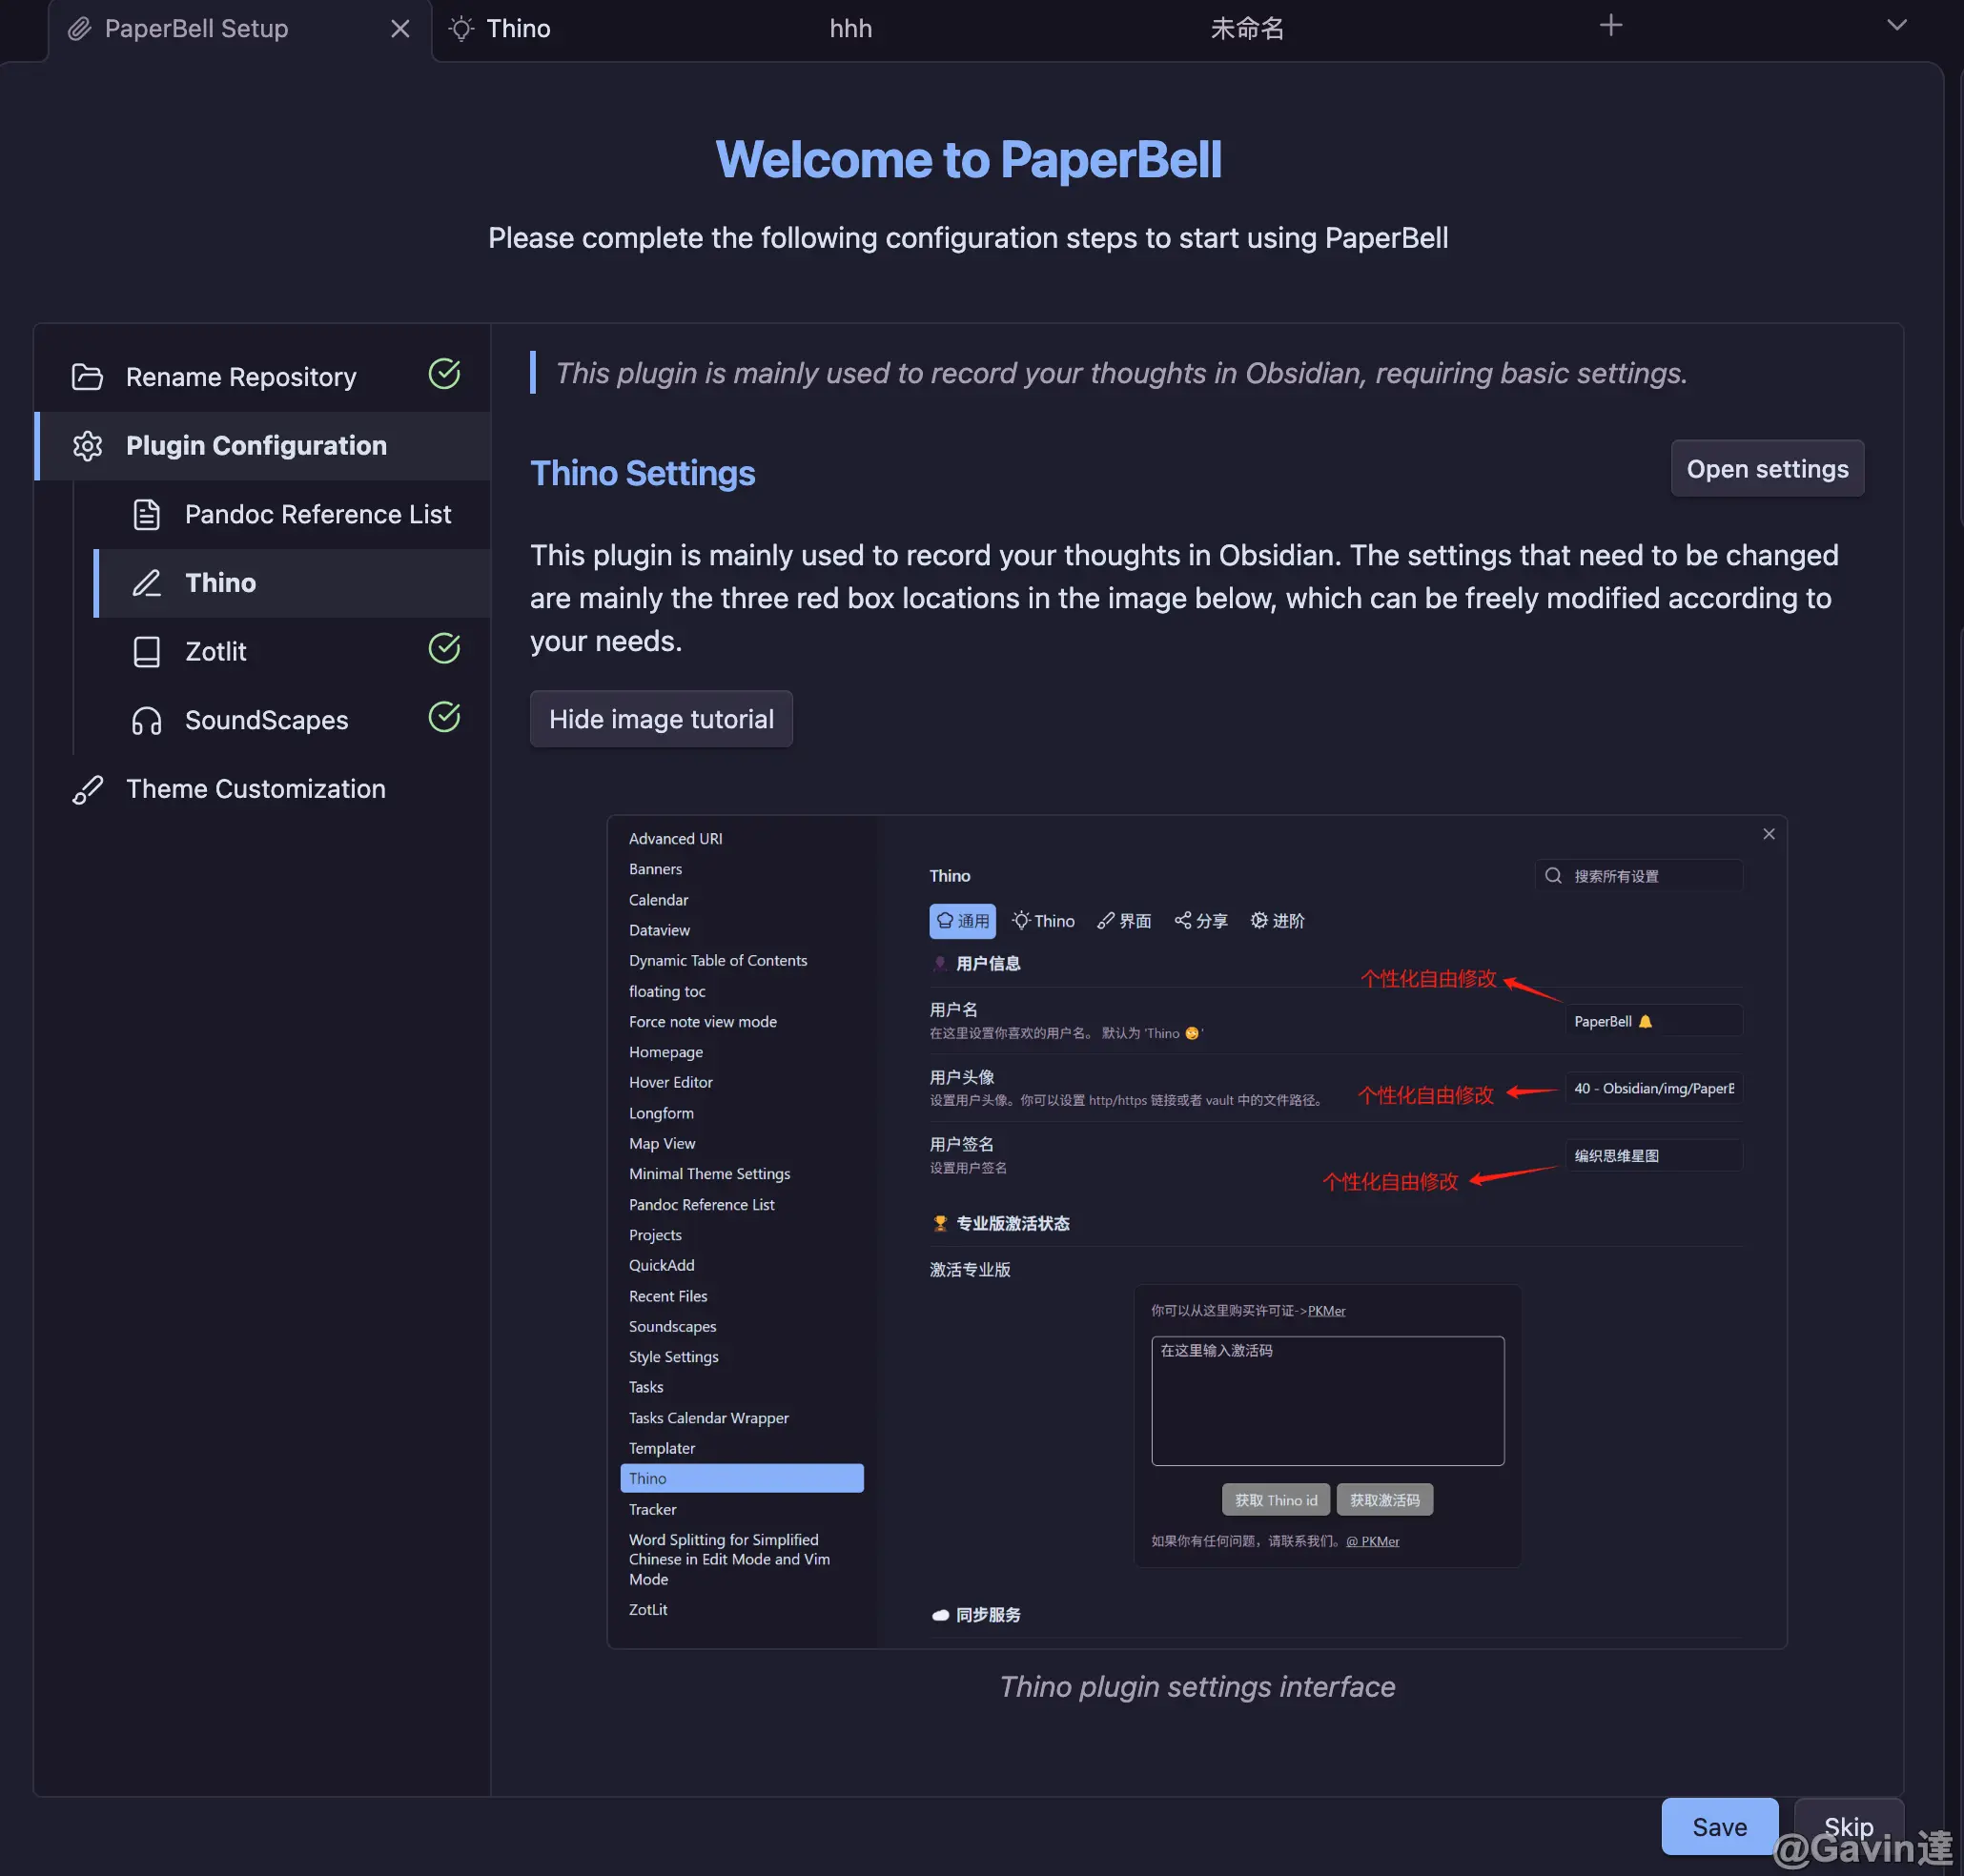 PaperBell Setup
Thino
hhh
未命名
Welcome to PaperBell
Please complete the following configuration steps to start using PaperBell
Rename Repository
Plugin Configuration
Pandoc Reference List
Thino
Zotlit
SoundScapes
Theme Customization
This plugin is mainly used to record your thoughts in Obsidian, requiring basic settings.
Thino Settings
Open settings
This plugin is mainly used to record your thoughts in Obsidian. The settings that need to be changed
are mainly the three red box locations in the image below, which can be freely modified according to
your needs.
Hide image tutorial
Advanced URI
Banners
Calendar
Dataview
Dynamic Table of Contents
floating toc
Force note view mode
Homepage
Hover Editor
Longform
Map View
Minimal Theme Settings
Pandoc Reference List
Projects
QuickAdd
Recent Files
Soundscapes
Style Settings
Tasks
Tasks Calendar Wrapper
Templater
Thino
Tracker
Word Splitting for Simplified
Chinese in Edit Mode and Vim
Mode
ZotLit
Thino
搜索所有设置
通用
Thino
界面
分享
进阶
用户信息
个性化自由修改
用户名
在这里设置你喜欢的用户名。 默认为 'Thino 😊'
PaperBell 🔔
用户头像
设置用户头像。你可以设置 http/https 链接或者 vault 中的文件路径。
个性化自由修改
40 - Obsidian/img/PaperB
用户签名
设置用户签名
编织思维星图
个性化自由修改
🏆 专业版激活状态
激活专业版
你可以从这里购买许可证->PKMer
在这里输入激活码
获取 Thino id
获取激活码
如果你有任何问题，请联系我们。@ PKMer
同步服务
Thino plugin settings interface
Save
Skip
@Gavin達